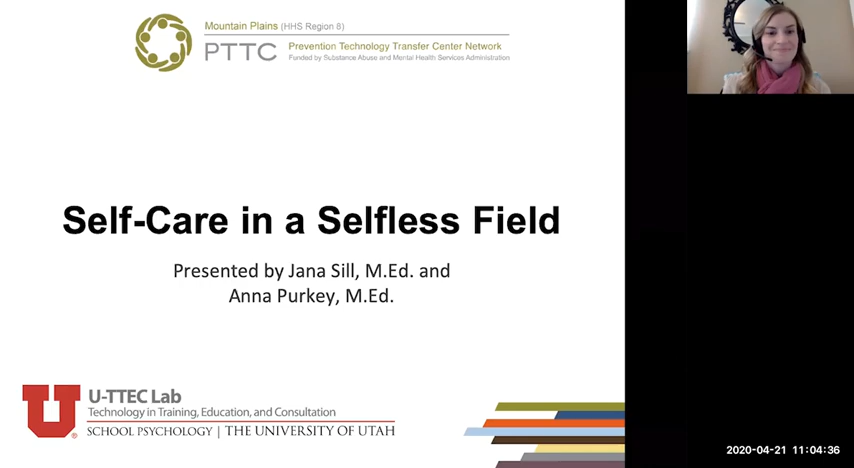 Mountain Plains (HHS Region 8)
PTTC
Prevention Technology Transfer Center Network
Funded by Substance Abuse and Mental Health Services Administration
Self-Care in a Selfless Field
Presented by Jana Sill, M.Ed. and
Anna Purkey, M.Ed.
U-TTEC Lab
Technology in Training, Education, and Consultation
SCHOOL PSYCHOLOGY | THE UNIVERSITY OF UTAH
2020-04-21 11:04:36